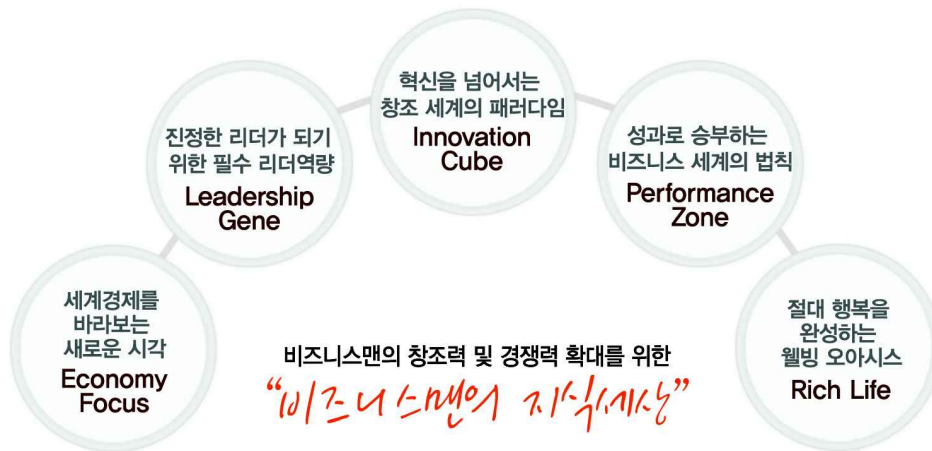 세계경제를
바라보는
새로운 시각
Economy
Focus
진정한 리더가 되기
위한 필수 리더역량
Leadership
Gene
혁신을 넘어서는
창조 세계의 패러다임
Innovation
Cube
성과로 승부하는
비즈니스 세계의 법칙
Performance
Zone
절대 행복을
완성하는
웰빙 오아시스
Rich Life
비즈니스맨의 창조력 및 경쟁력 확대를 위한
“비즈니스맨의 지식세상”